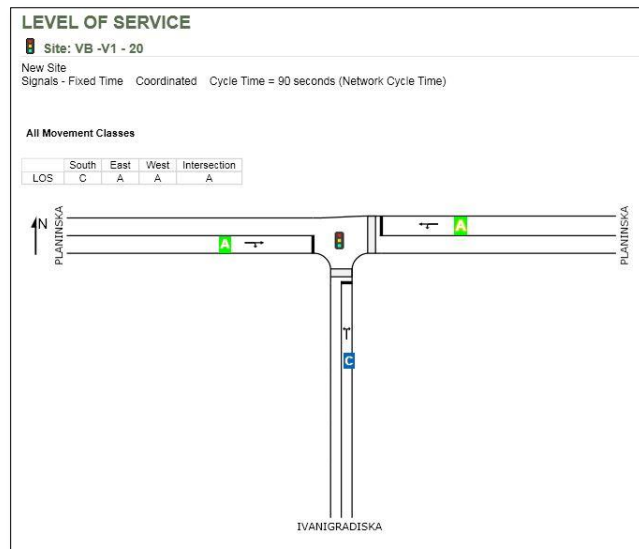 LEVEL OF SERVICE
Site: VB -V1 - 20
New Site
Signals - Fixed Time Coordinated Cycle Time = 90 seconds (Network Cycle Time)
All Movement Classes
South East West Intersection
LOS C A A A
N
PLANINSKA
A
A
PLANINSKA
C
IVANIGRADISKA